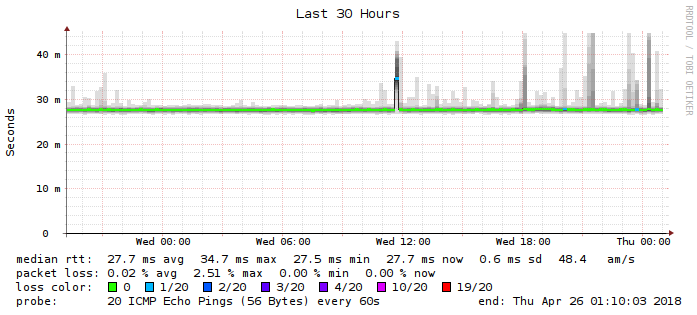 Last 30 Hours
RRDTOOL / TOBI OETIKER
Seconds
40 m
30 m
20 m
10 m
0
Wed 00:00 Wed 06:00 Wed 12:00 Wed 18:00 Thu 00:00
median rtt: 27.7 ms avg 34.7 ms max 27.5 ms min 27.7 ms now 0.6 ms sd 48.4 am/s
packet loss: 0.02 % avg 2.51 % max 0.00 % min 0.00 % now
loss color: 0 1/20 2/20 3/20 4/20 10/20 19/20
probe: 20 ICMP Echo Pings (56 Bytes) every 60s end: Thu Apr 26 01:10:03 2018